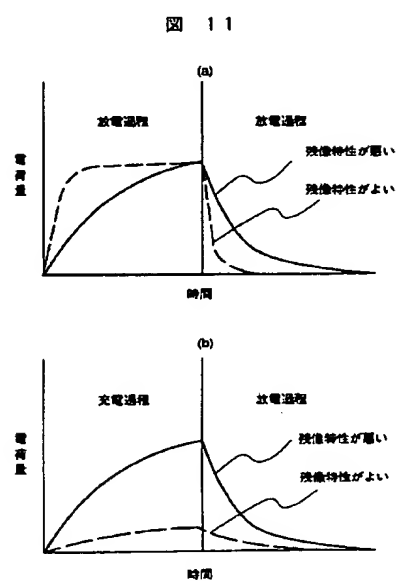 図 11
(a)
放電過程
放電過程
電荷量
残像特性が悪い
残像特性がよい
時間
(b)
充電過程
放電過程
電荷量
残像特性が悪い
残像特性がよい
時間